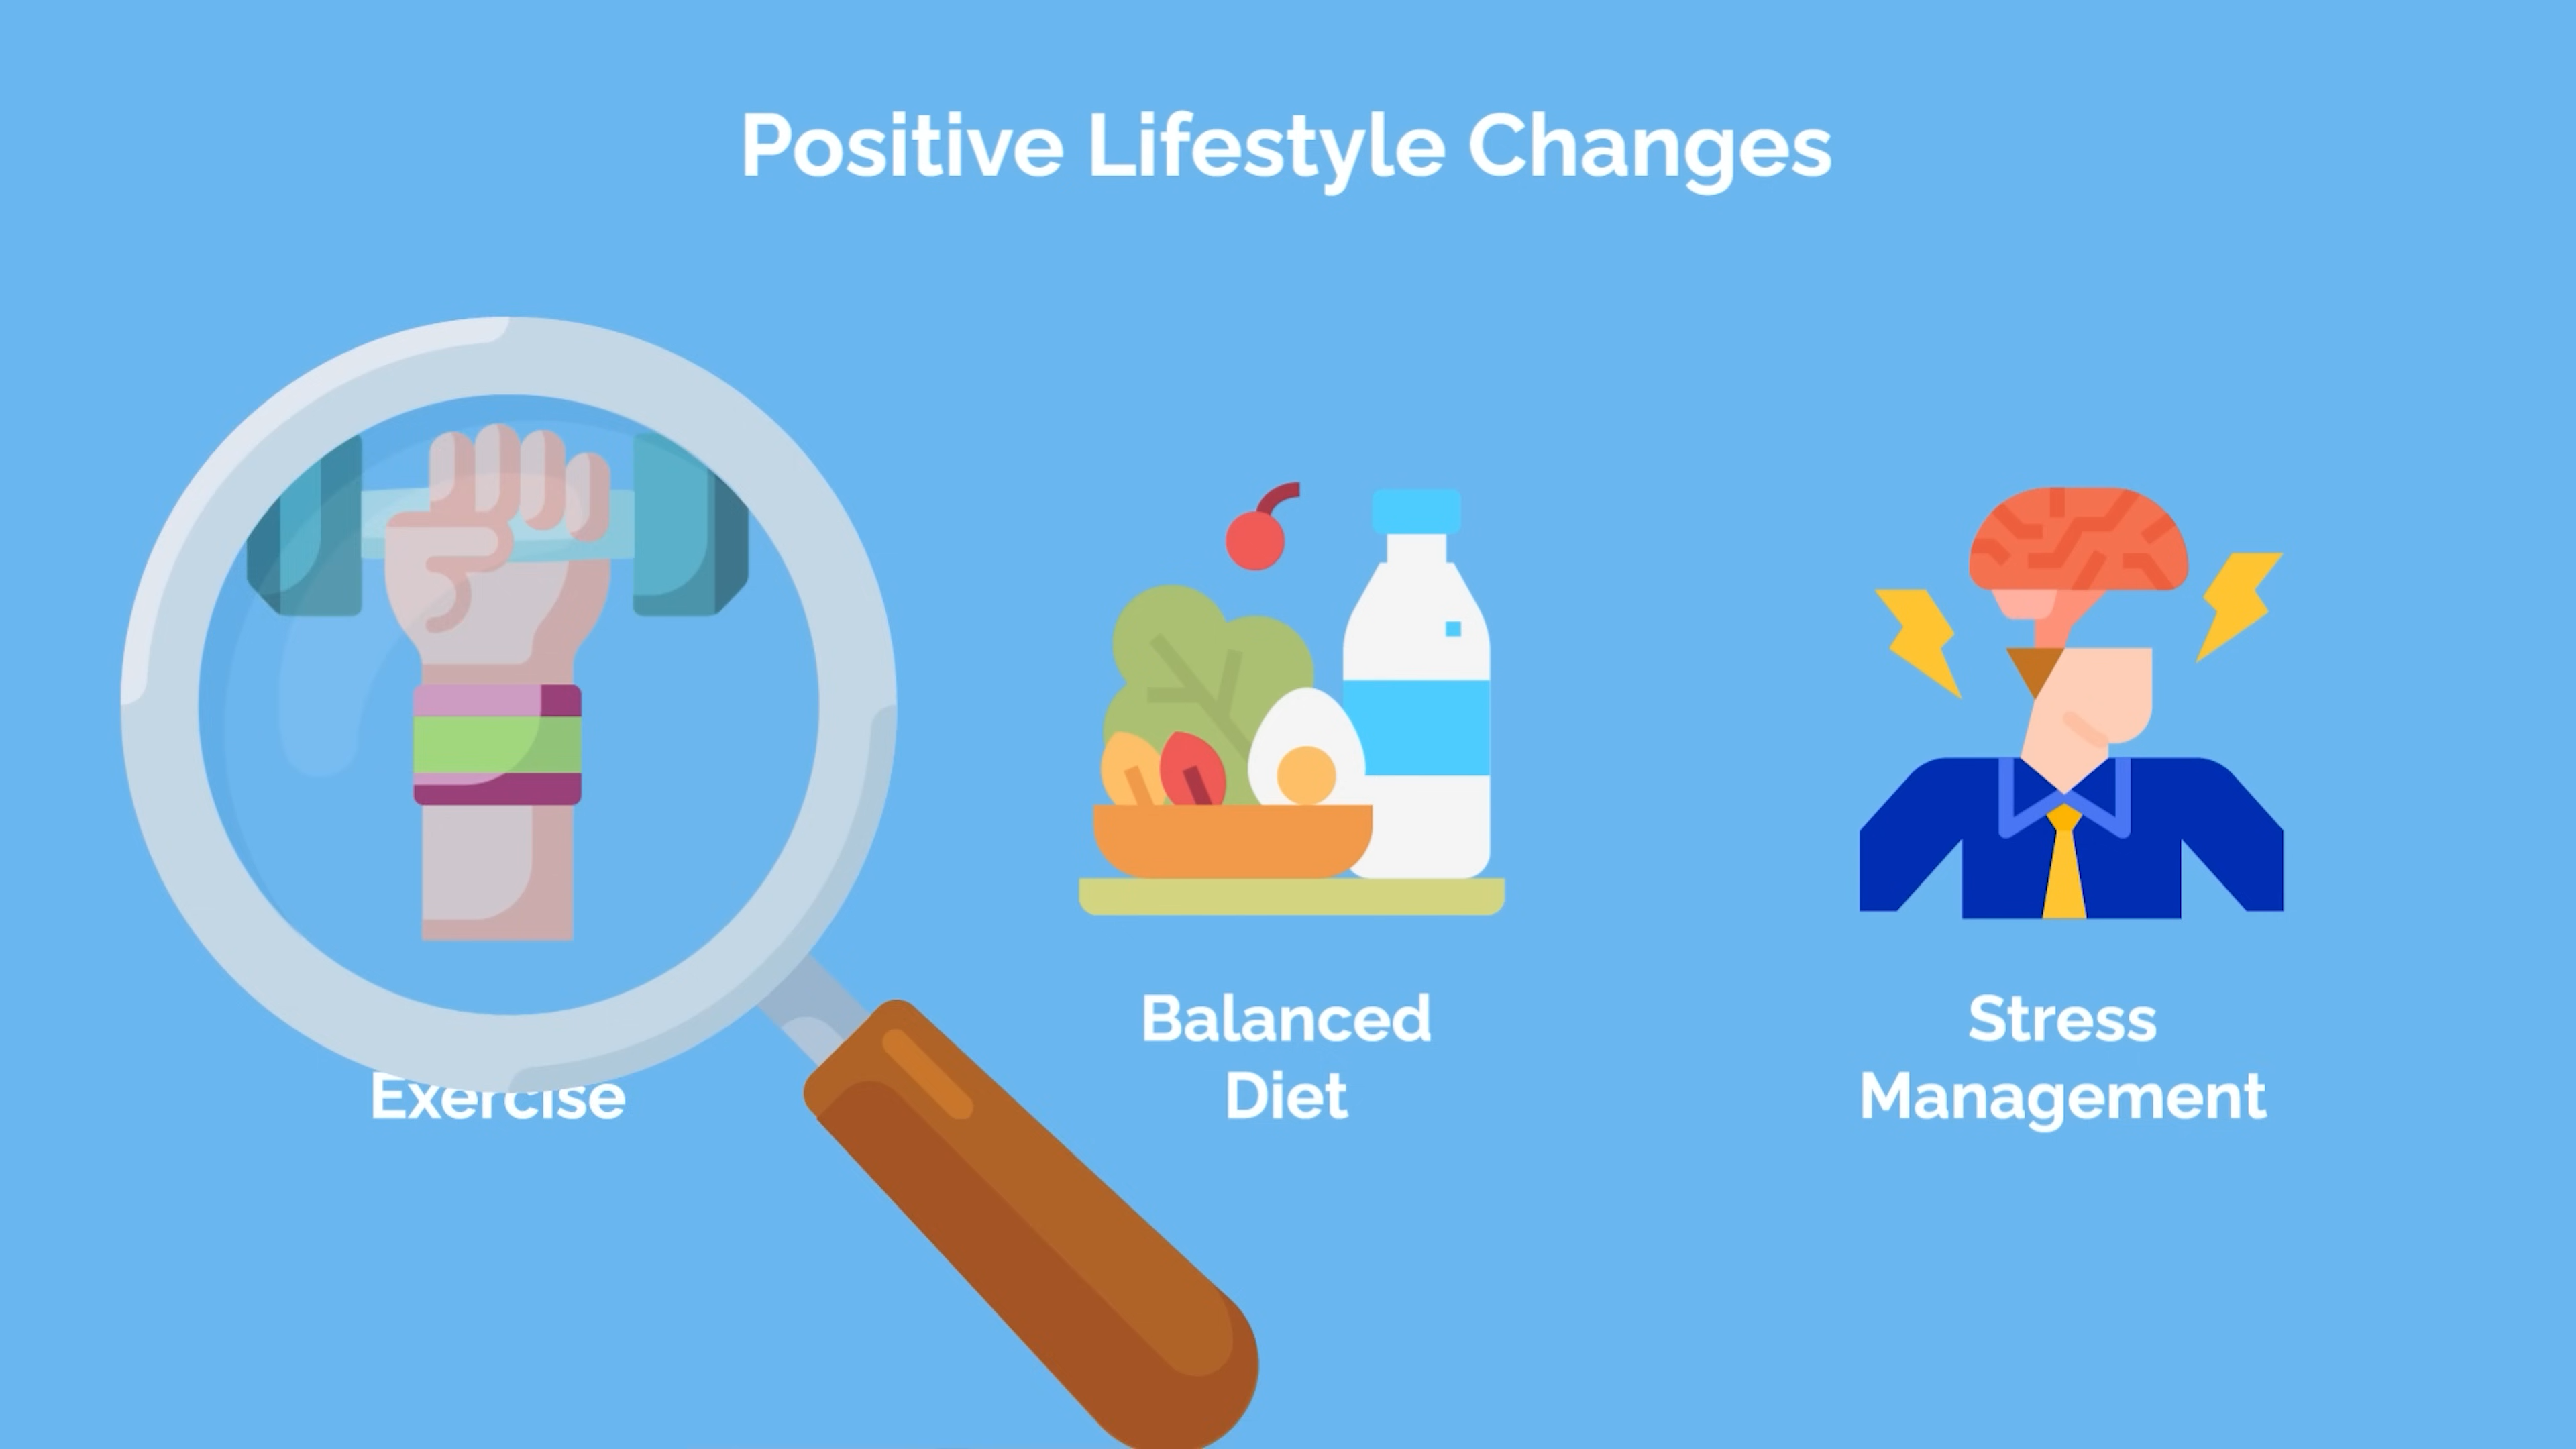 Positive Lifestyle Changes
Exercise
Balanced
Diet
Stress
Management